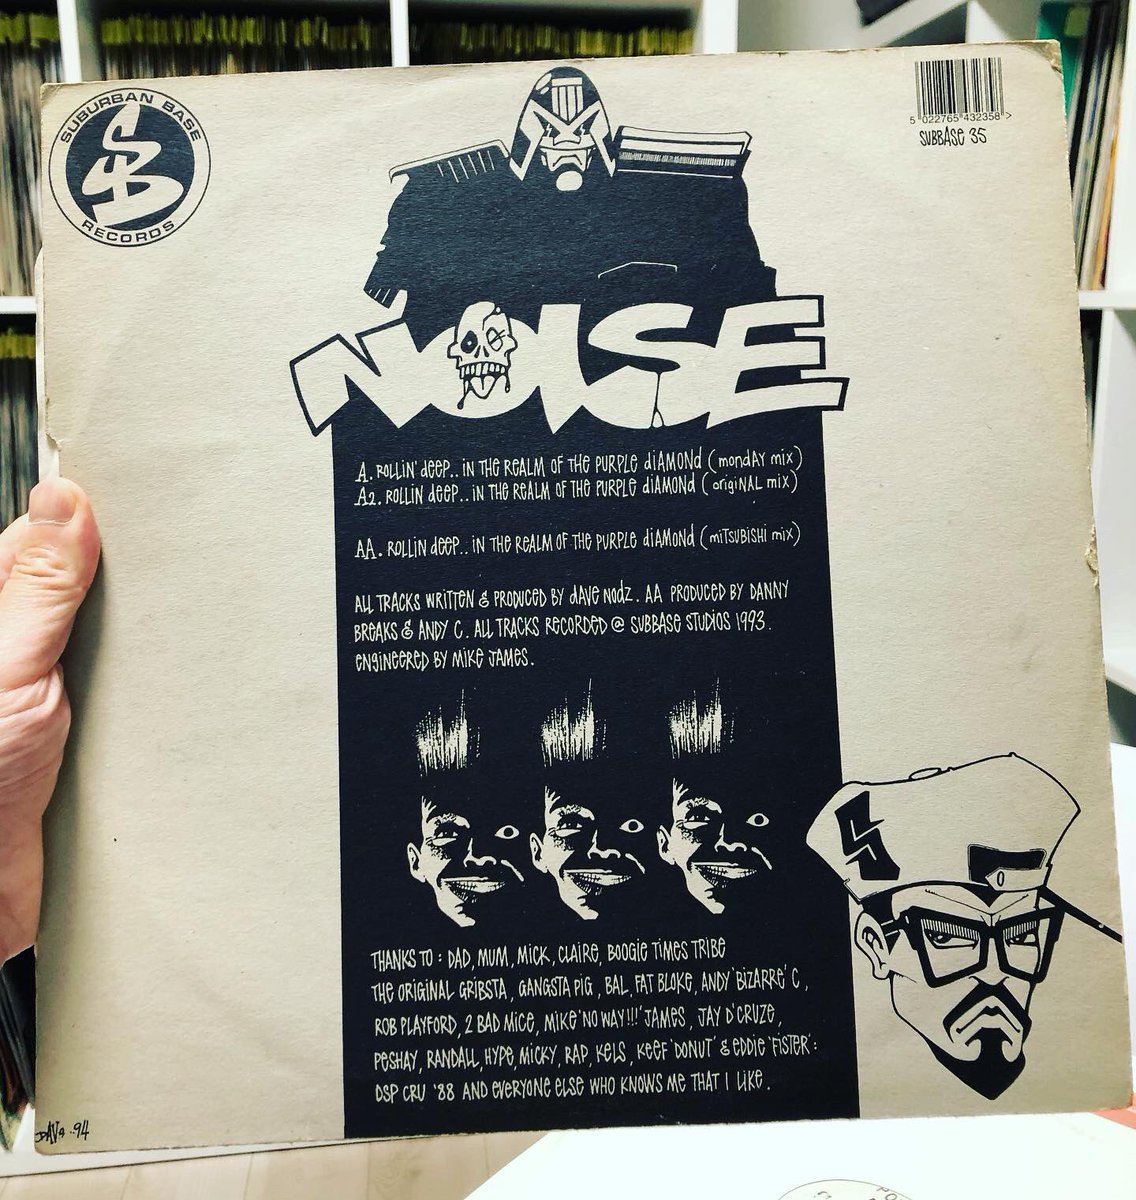 SUBURBAN BASE
RECORDS
5 022765 432358 >
SUBBASE 35
NOISE
A. ROLLIN' dEEP.. IN THE REALM OF THE PURPLE diAMONd (mondAY mix)
A2. ROLLIN dEEP.. IN THE REALM OF THE PURPLE diAMONd (origiNAL mix)
AA. ROLLIN dEEP.. IN THE REALM OF THE PURPLE diAMONd (miTSUBISHI mix)
ALL TRACKS WRITTEN & PROdUCEd BY dAVE NOdZ. AA PROdUCEd BY DANNY
BREAKS & ANdY C. ALL TRACKS RECORdEd @ SUBBASE STUdIOS 1993.
ENgiNEEREd BY MIKE JAMES.
THANKS TO : DAD, MUM, MICK, CLAIRE, BOOGIE TIMES TRIBE
THE ORIGINAL GRIBSTA, GANGSTA PIG, BAL, FAT BLOKE, ANDY 'BIZARRE' C,
ROB PLAYFORD, 2 BAD MICE, MIKE 'NO WAY!!!' JAMES, JAY D'CRUZE,
PESHAY, RANDALL, HYPE, MICKY, RAP, KELS, KEEF 'DONUT' & EDDIE 'FISTER' :
DSP CRU '88 AND EVERYONE ELSE WHO KNOWS ME THAT I LIKE.
94